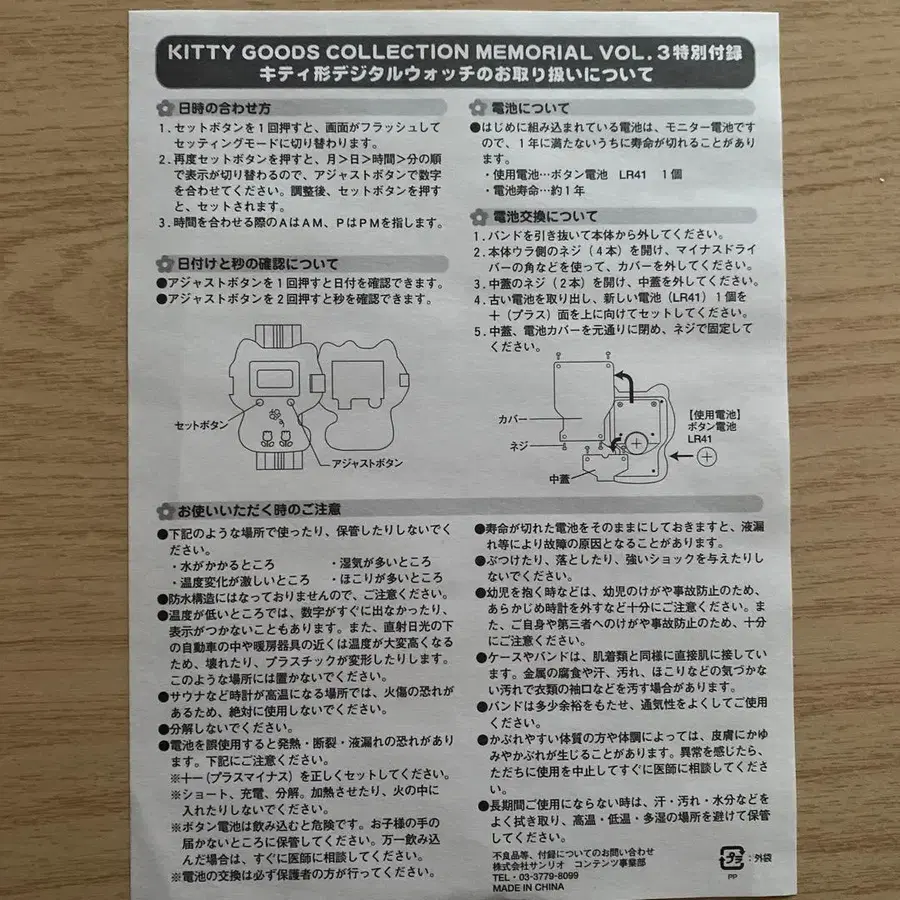 KITTY GOODS COLLECTION MEMORIAL VOL.3特別付録
キティ形デジタルウォッチのお取り扱いについて
日時の合わせ方
1.セットボタンを1回押すと、画面がフラッシュして
セッティングモードに切り替わります。
2.再度セットボタンを押すと、月>日>時間>分の順
で表示が切り替わるので、アジャストボタンで数字
を合わせてください。調整後、セットボタンを押す
と、セットされます。
3.時間を合わせる際のAはAM、PはPMを指します。
日付けと秒の確認について
●アジャストボタンを1回押すと日付を確認できます。
●アジャストボタンを2回押すと秒を確認できます。
セットボタン
アジャストボタン
電池について
●はじめに組み込まれている電池は、モニター電池です
ので、1年に満たないうちに寿命が切れることがあり
ます。
・使用電池…ボタン電池 LR41 1個
・電池寿命…約1年
電池交換について
1.バンドを引き抜いて本体から外してください。
2.本体ウラ側のネジ(4本)を開け、マイナスドライ
バーの角などを使って、カバーを外してください。
3.中蓋のネジ(2本)を開け、中蓋を外してください。
4.古い電池を取り出し、新しい電池(LR41)1個を
+(プラス)面を上に向けてセットしてください。
5.中蓋、電池カバーを元通りに閉め、ネジで固定して
ください。
カバー
ネジ
中蓋
【使用電池】
ボタン電池
LR41
お使いいただく時のご注意
●下記のような場所で使ったり、保管したりしないでく
ださい。
・水がかかるところ ・湿気が多いところ
・温度変化が激しいところ ・ほこりが多いところ
●防水構造にはなっておりませんので、ご注意ください。
●温度が低いところでは、数字がすぐに出なかったり、
表示がつかないこともあります。また、直射日光の下
の自動車の中や暖房器具の近くは温度が大変高くなる
ため、壊れたり、プラスチックが変形したりします。
このような場所には置かないでください。
●サウナなど時計が高温になる場所では、火傷の恐れが
あるため、絶対に使用しないでください。
●分解しないでください。
●電池を誤使用すると発熱・断裂・液漏れの恐れがあり
ます。下記にご注意ください。
※+−(プラスマイナス)を正しくセットしてください。
※ショート、充電、分解。加熱させたり、火の中に
入れたりしないでください。
※ボタン電池は飲み込むと危険です。お子様の手の
届かないところに保管してください。万一飲み込
んだ場合は、すぐに医師に相談してください。
※電池の交換は必ず保護者の方が行ってください。
●寿命が切れた電池をそのままにしておきますと、液漏
れ等により故障の原因となることがあります。
●ぶつけたり、落としたり、強いショックを与えたりし
ないでください。
●幼児を抱く時などは、幼児のけがや事故防止のため、
あらかじめ時計を外すなど十分にご注意ください。ま
た、ご自身や第三者へのけがや事故防止のため、十分
にご注意ください。
●ケースやバンドは、肌着類と同様に直接肌に接してい
ます。金属の腐食や汗、汚れ、ほこりなどの気づかな
い汚れで衣類の袖口などを汚す場合があります。
●バンドは多少余裕をもたせ、通気性をよくしてご使用
ください。
●かぶれやすい体質の方や体調によっては、皮膚にかゆ
みやかぶれが生じることがあります。異常を感じたら、
ただちに使用を中止してすぐに医師に相談してくださ
い。
●長期間ご使用にならない時は、汗・汚れ・水分などを
よく拭き取り、高温・低温・多湿の場所を避けて保管
してください。
不良品等、付録についてのお問い合わせ
株式会社サンリオ コンテンツ事業部
TEL・03-3779-8099
MADE IN CHINA
プラ
:外袋
PP